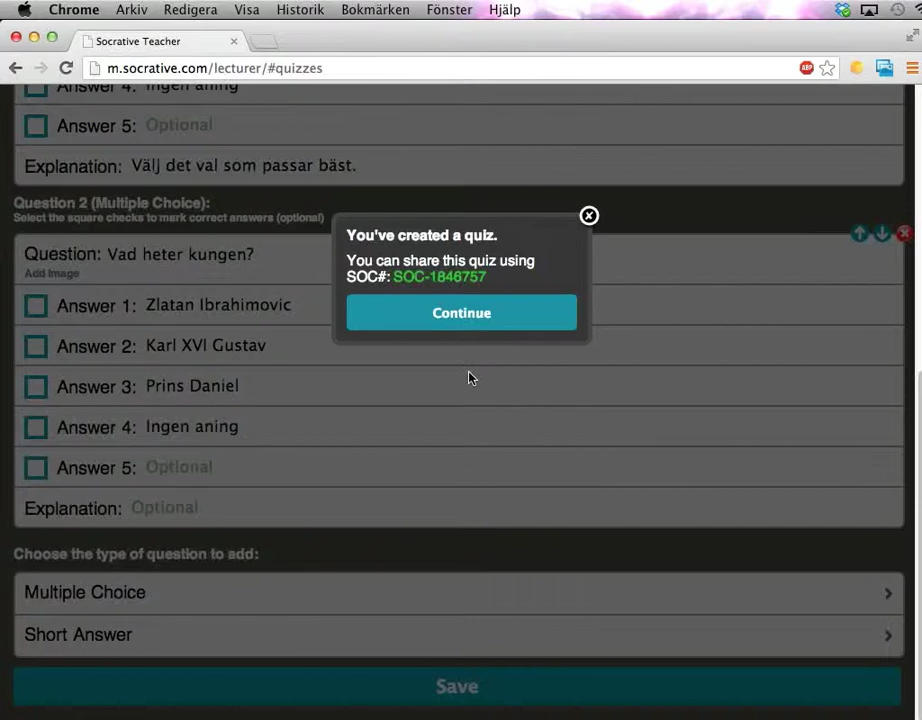 Chrome Arkiv Redigera Visa Historik Bokmärken Fönster Hjälp
Socrative Teacher
m.socrative.com/lecturer/#quizzes
ABP
Answer 4: Ingen aning
Answer 5: Optional
Explanation: Välj det val som passar bäst.
Question 2 (Multiple Choice):
Select the square checks to mark correct answers (optional)
You've created a quiz.
You can share this quiz using
SOC#: SOC-1846757
Continue
Question: Vad heter kungen?
Add Image
Answer 1: Zlatan Ibrahimovic
Answer 2: Karl XVI Gustav
Answer 3: Prins Daniel
Answer 4: Ingen aning
Answer 5: Optional
Explanation: Optional
Choose the type of question to add:
Multiple Choice
Short Answer
Save